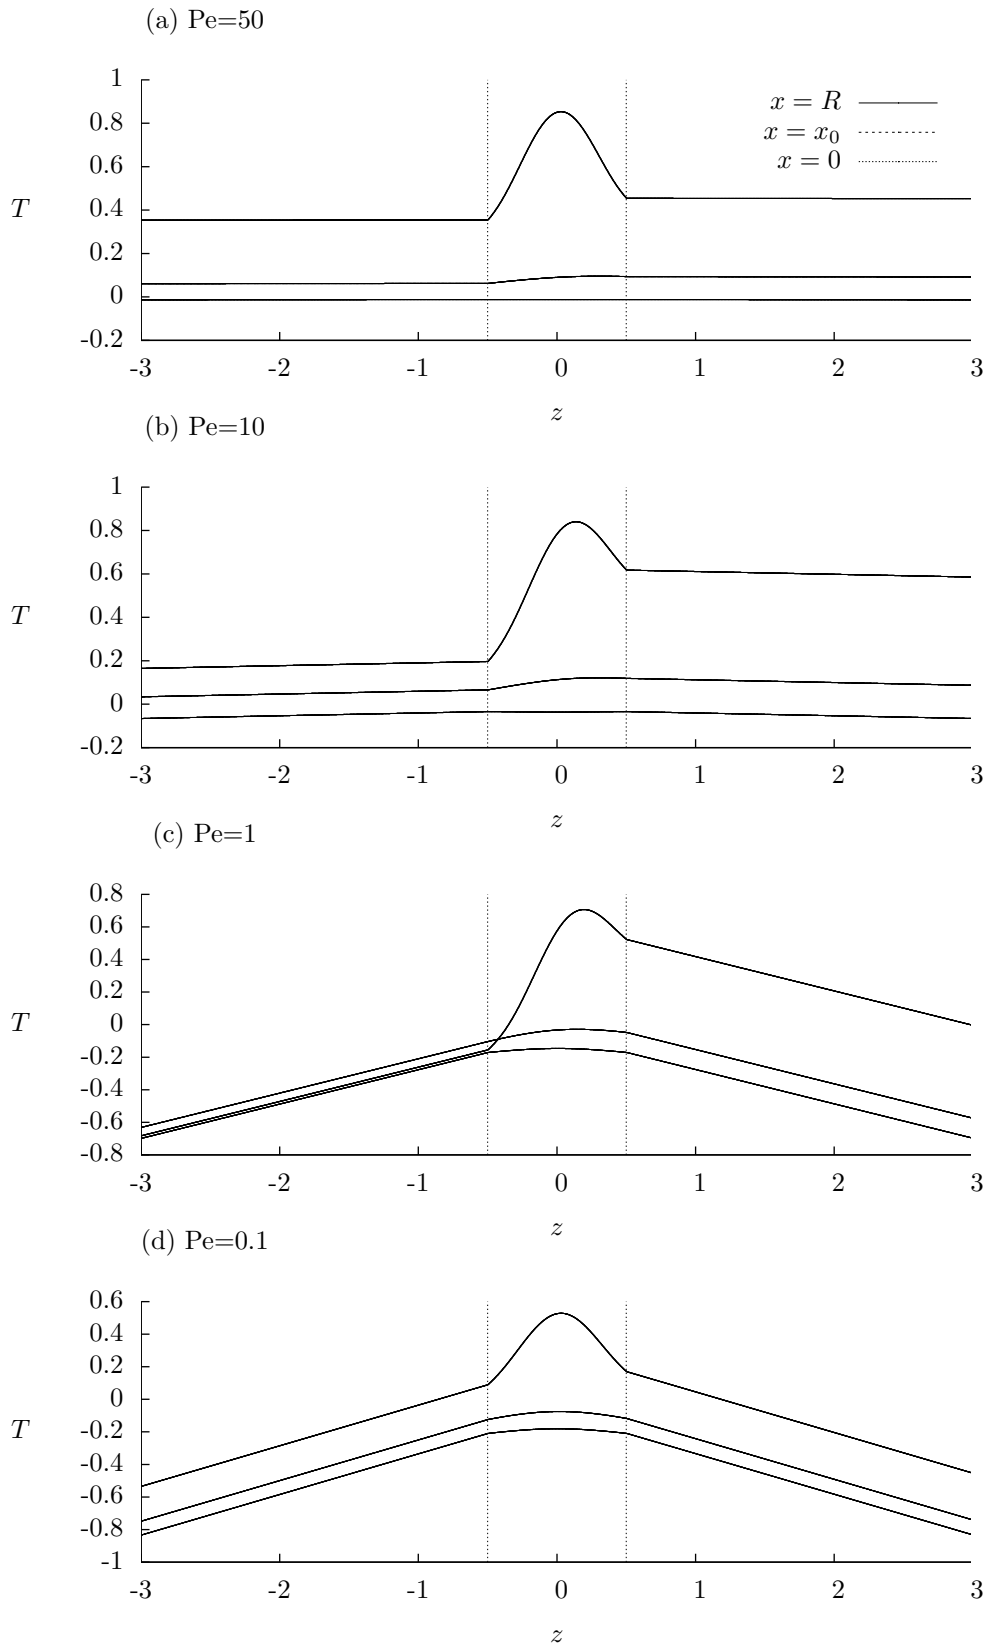 (a) Pe=50
1
0.8
0.6
0.4
0.2
0
-0.2
T
x = R
x = x₀
x = 0
-3 -2 -1 0 1 2 3
z
(b) Pe=10
1
0.8
0.6
0.4
0.2
0
-0.2
T
-3 -2 -1 0 1 2 3
z
(c) Pe=1
0.8
0.6
0.4
0.2
0
-0.2
-0.4
-0.6
-0.8
T
-3 -2 -1 0 1 2 3
z
(d) Pe=0.1
0.6
0.4
0.2
0
-0.2
-0.4
-0.6
-0.8
-1
T
-3 -2 -1 0 1 2 3
z